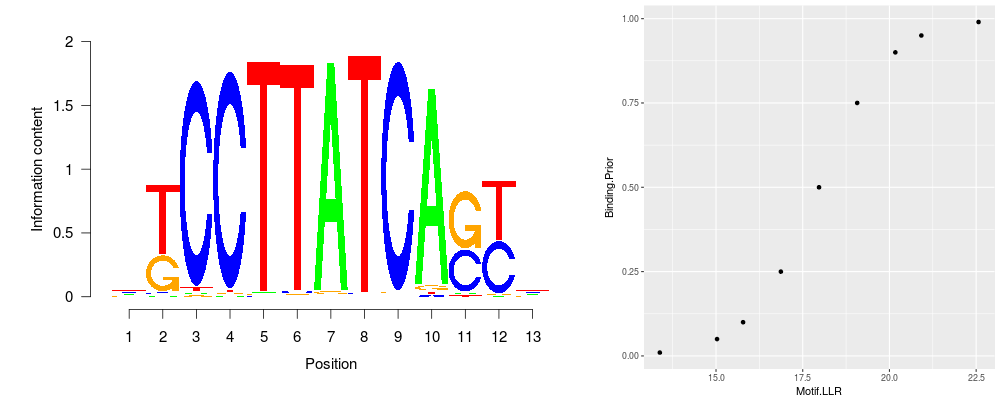 2
1.5
1
0.5
0
Information content
TCCTTATCAGT
GCC
1 2 3 4 5 6 7 8 9 10 11 12 13
Position
1.00
0.75
0.50
0.25
0.00
Binding.Prior
15.0 17.5 20.0 22.5
Motif.LLR